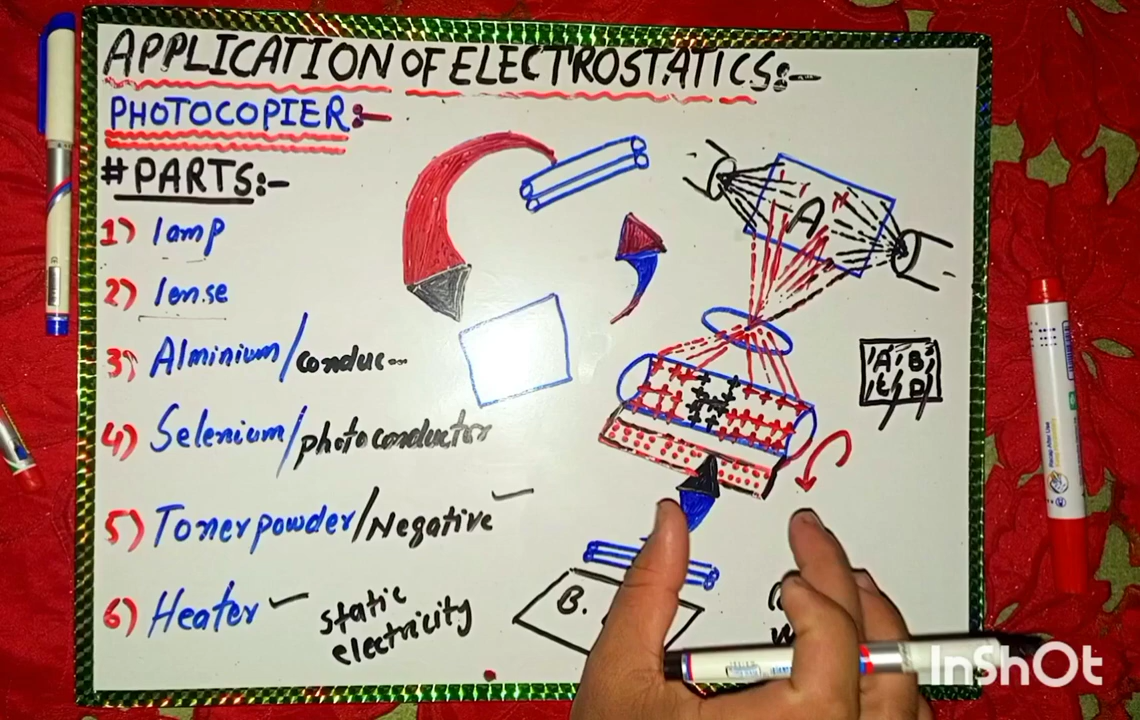 APPLICATION OF ELECTROSTATICS:-
PHOTOCOPIER:-
#PARTS:-
1) lamp
2) lense
3) Alminium/conduc--
4) Selenium/photoconductor
5) Tonerpowder/Negative
6) Heater
static
electricity
A
A B
D
B.
InShOt